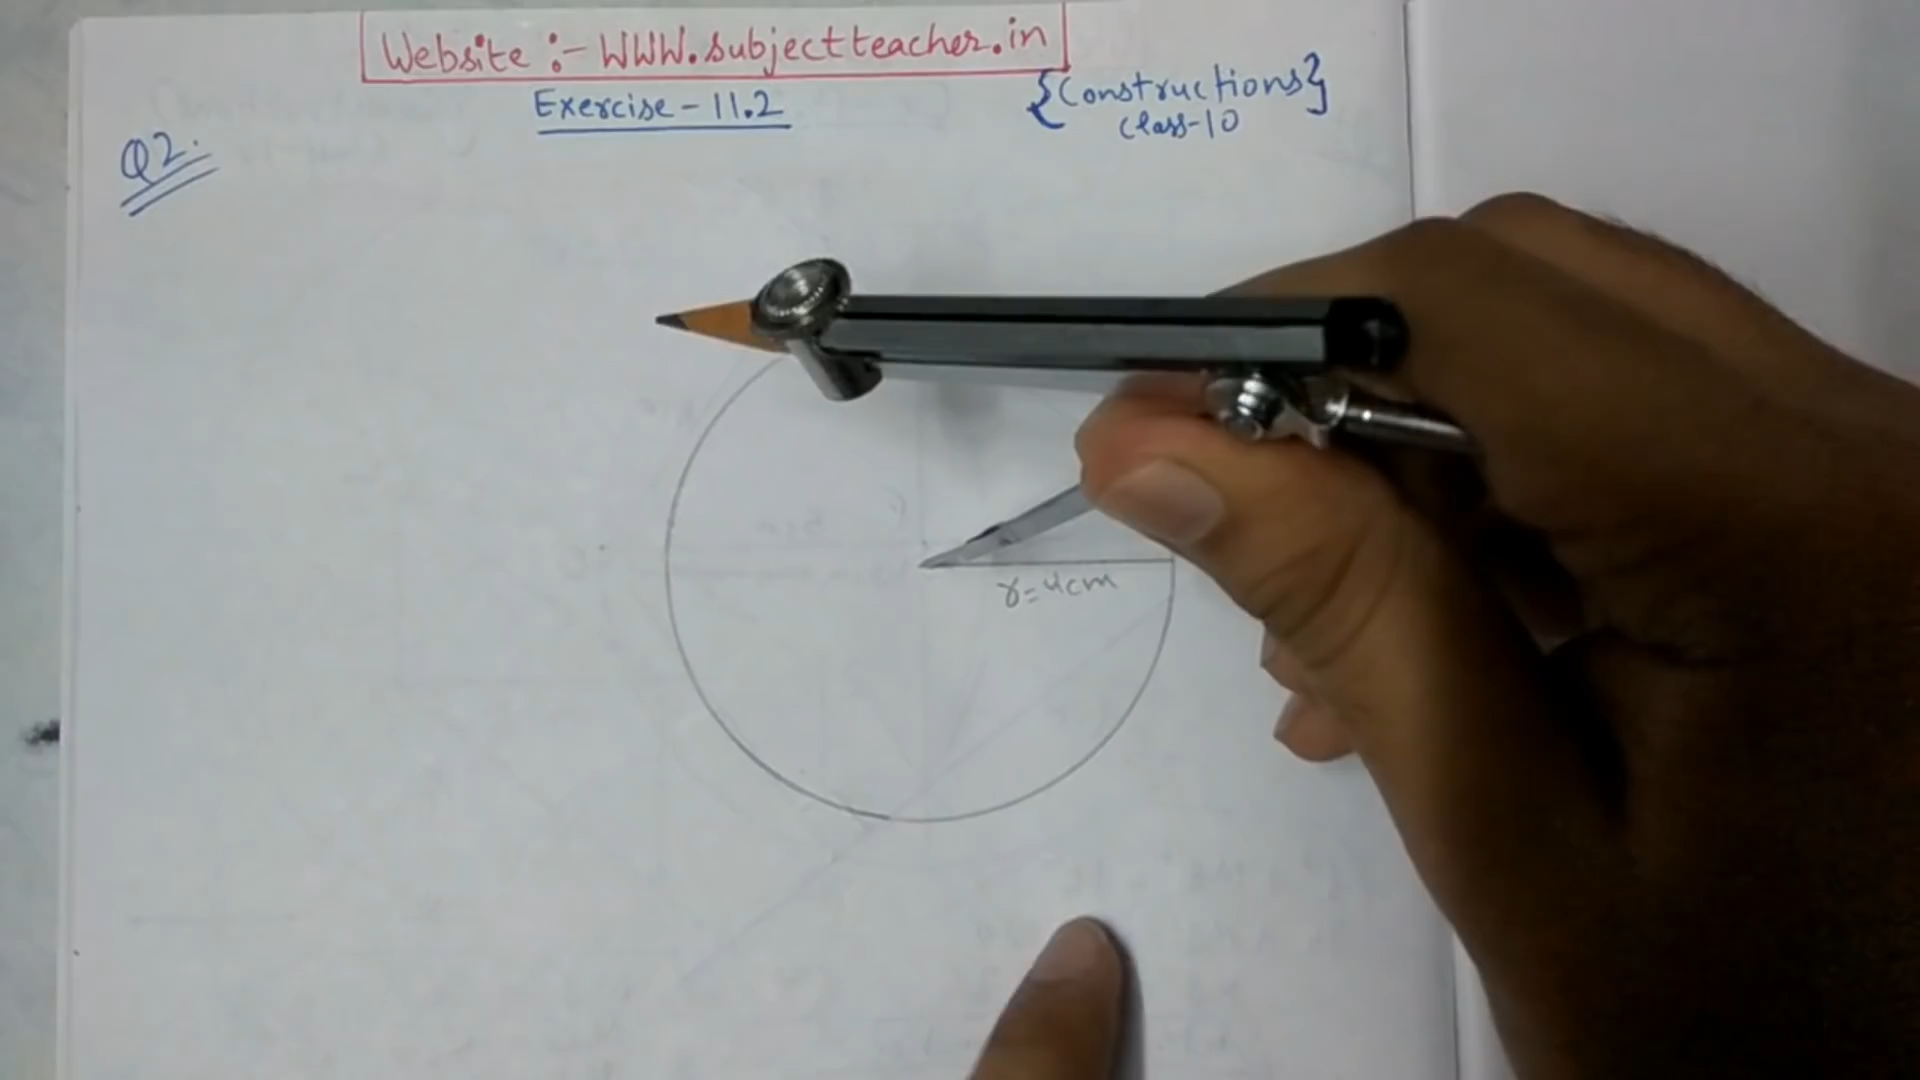 Website :- WWW.subjectteacher.in
Exercise - 11.2
{Constructions}
Class-10
Q2.
r=4cm